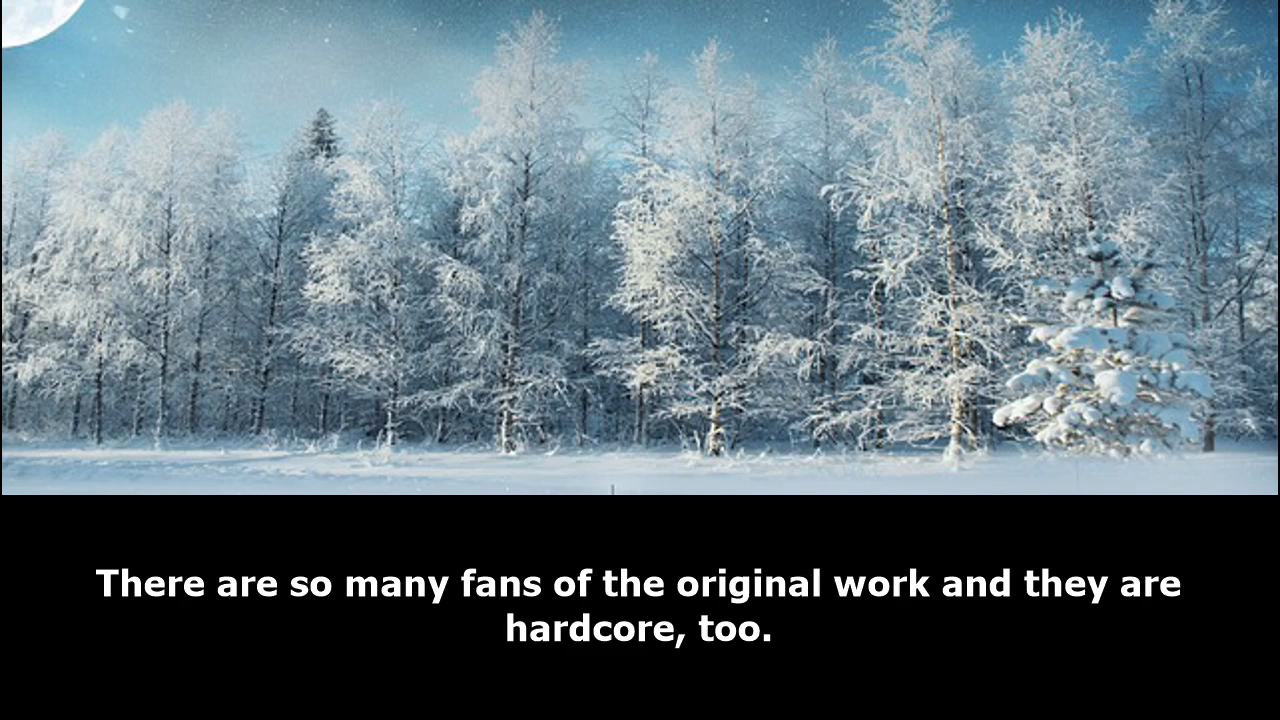 There are so many fans of the original work and they are
hardcore, too.